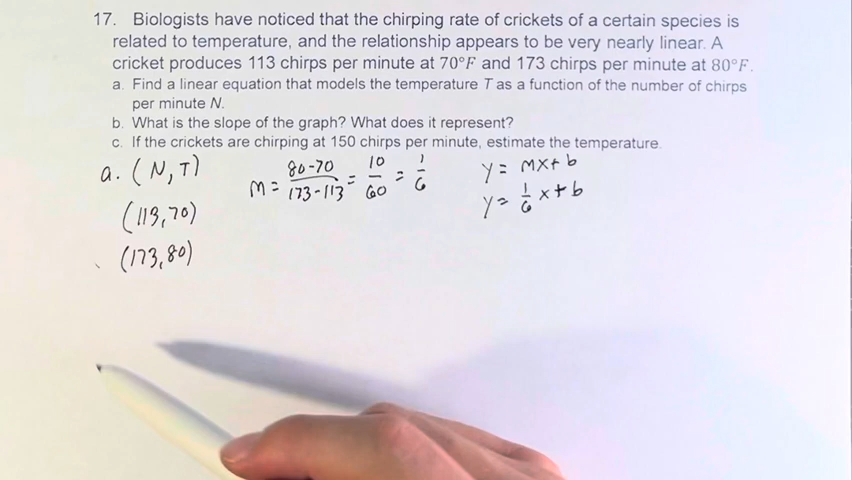 17. Biologists have noticed that the chirping rate of crickets of a certain species is
related to temperature, and the relationship appears to be very nearly linear. A
cricket produces 113 chirps per minute at 70°F and 173 chirps per minute at 80°F.
a. Find a linear equation that models the temperature T as a function of the number of chirps
per minute N.
b. What is the slope of the graph? What does it represent?
c. If the crickets are chirping at 150 chirps per minute, estimate the temperature.
a. (N,T) m = 80-70/173-113 = 10/60 = 1/6 y = mx+b
(113,70) y = 1/6 x+b
(173,80)